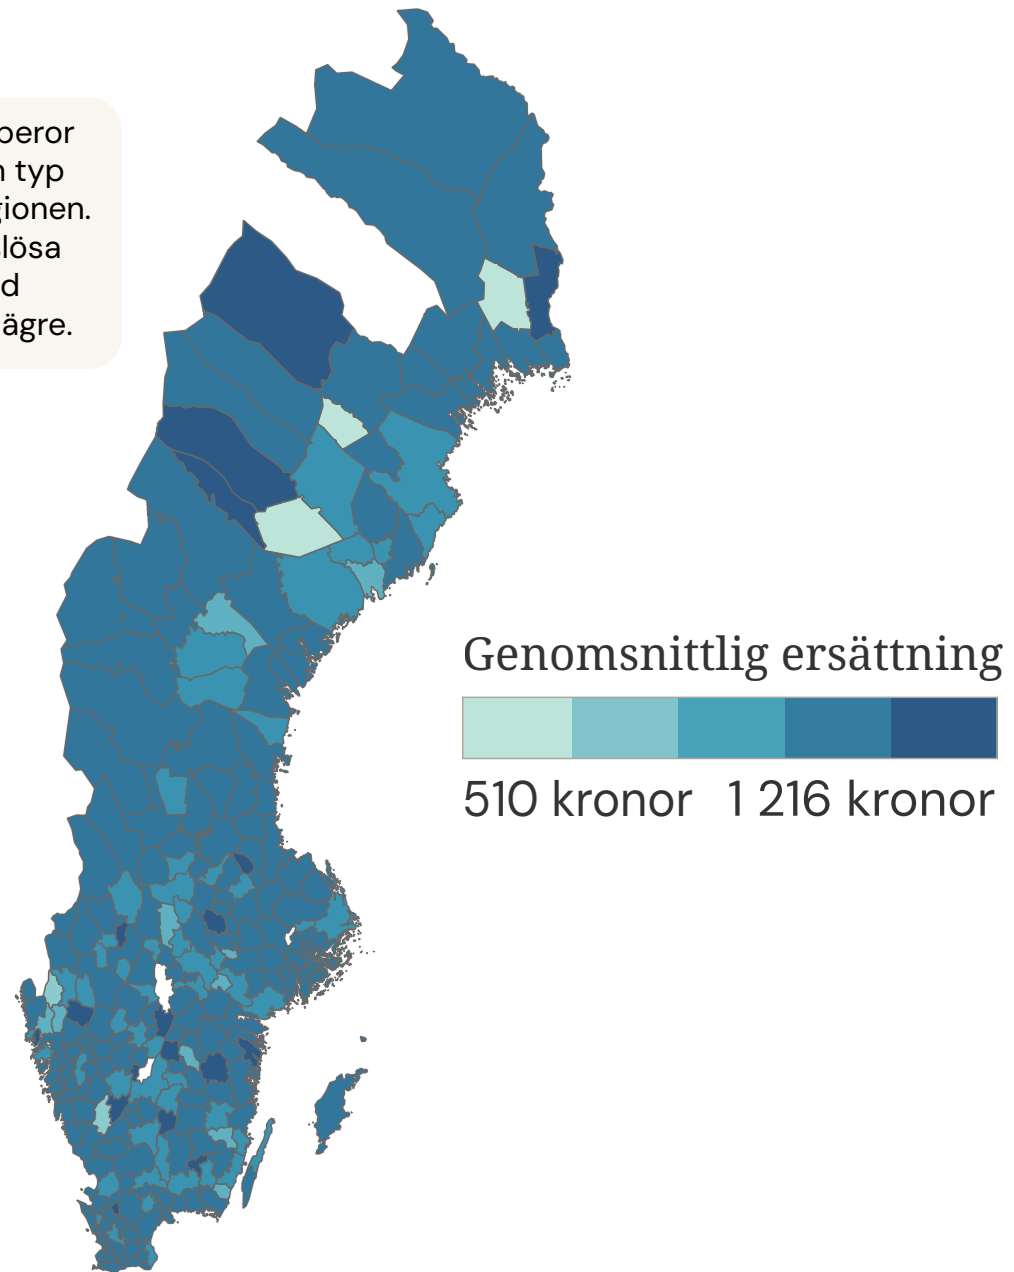 beror
typ
gionen.
lösa
d
ägre.
Genomsnittlig ersättning
510 kronor 1 216 kronor